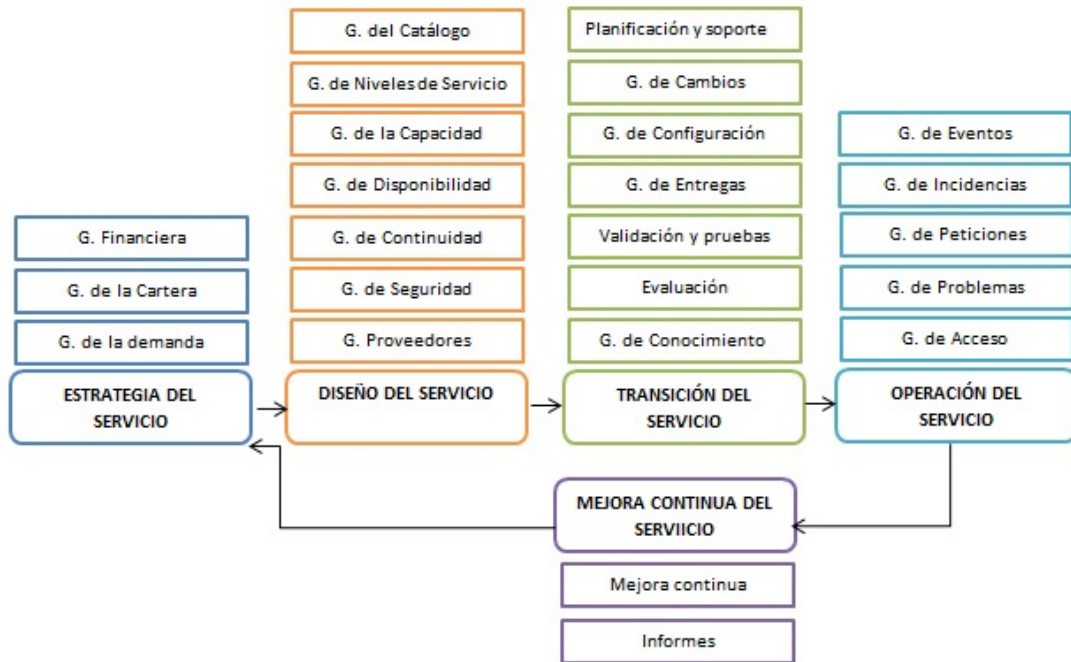 G. Financiera
G. de la Cartera
G. de la demanda
ESTRATEGIA DEL
SERVICIO
G. del Catálogo
G. de Niveles de Servicio
G. de la Capacidad
G. de Disponibilidad
G. de Continuidad
G. de Seguridad
G. Proveedores
DISEÑO DEL SERVICIO
Planificación y soporte
G. de Cambios
G. de Configuración
G. de Entregas
Validación y pruebas
Evaluación
G. de Conocimiento
TRANSICIÓN DEL
SERVICIO
G. de Eventos
G. de Incidencias
G. de Peticiones
G. de Problemas
G. de Acceso
OPERACIÓN DEL
SERVICIO
MEJORA CONTINUA DEL
SERVIICIO
Mejora continua
Informes